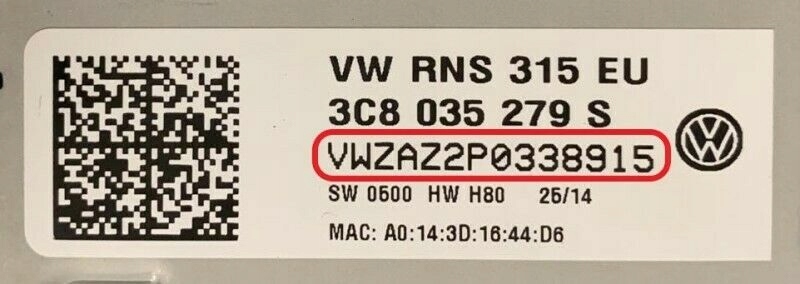 VW RNS 315 EU
3C8 035 279 S
VWZAZ2P0338915
SW 0500 HW H80 25/14
MAC: A0:14:3D:16:44:D6